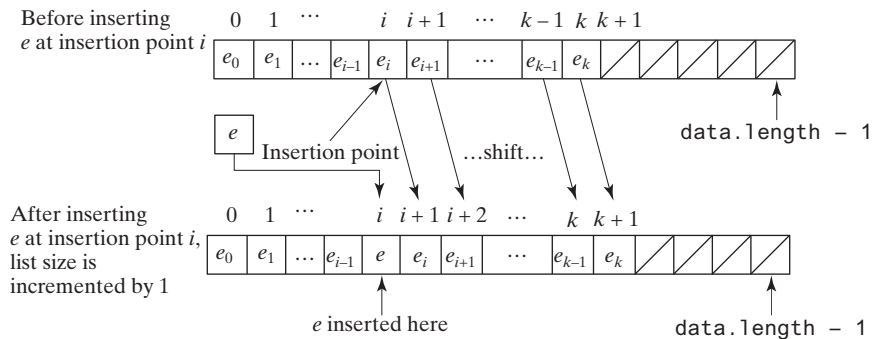 Before inserting
e at insertion point i
0 1 ... i i+1 ... k−1 k k+1
e0 e1 ... ei−1 ei ei+1 ... ek−1 ek
e
Insertion point
...shift...
data.length - 1
After inserting
e at insertion point i,
list size is
incremented by 1
0 1 ... i i+1 i+2 ... k k+1
e0 e1 ... ei−1 e ei ei+1 ... ek−1 ek
e inserted here
data.length - 1